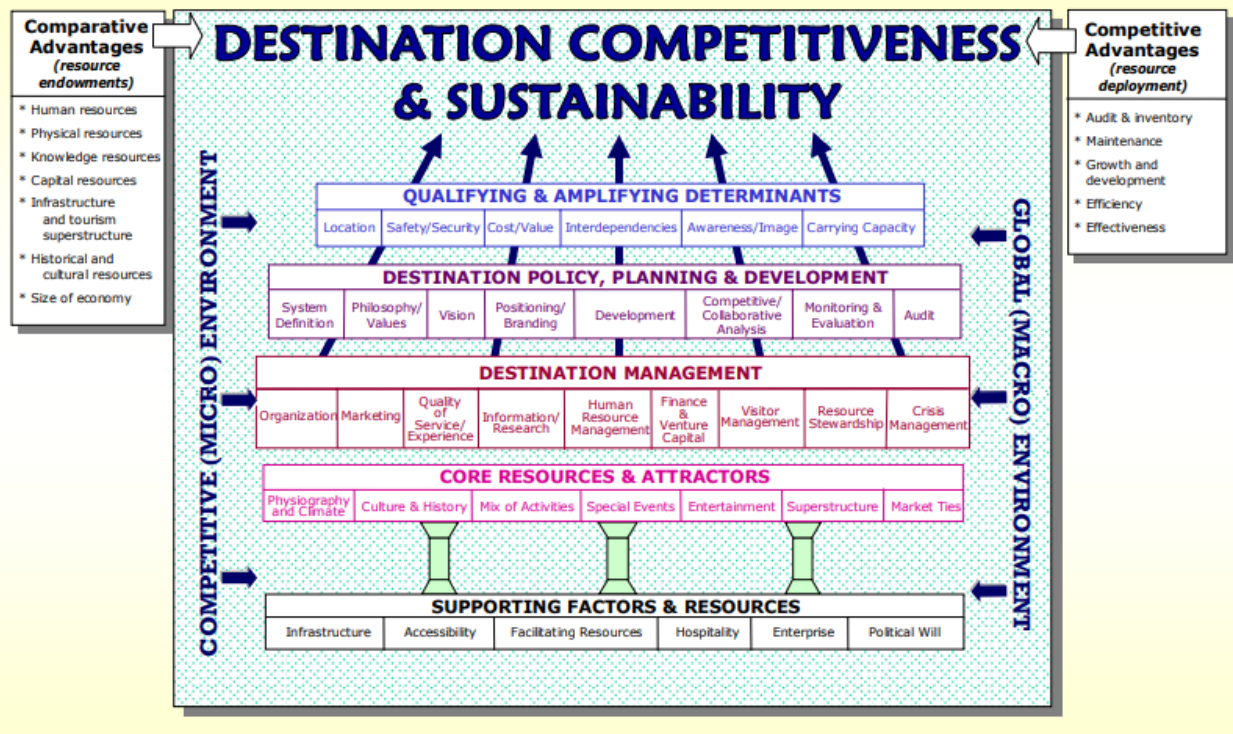 Comparative
Advantages
(resource
endowments)
* Human resources
* Physical resources
* Knowledge resources
* Capital resources
* Infrastructure
and tourism
superstructure
* Historical and
cultural resources
* Size of economy
DESTINATION COMPETITIVENESS
& SUSTAINABILITY
Competitive
Advantages
(resource
deployment)
* Audit & inventory
* Maintenance
* Growth and
development
* Efficiency
* Effectiveness
COMPETITIVE (MICRO) ENVIRONMENT
GLOBAL (MACRO) ENVIRONMENT
QUALIFYING & AMPLIFYING DETERMINANTS
Location
Safety/Security
Cost/Value
Interdependencies
Awareness/Image
Carrying Capacity
DESTINATION POLICY, PLANNING & DEVELOPMENT
System
Definition
Philosophy/
Values
Vision
Positioning/
Branding
Development
Competitive/
Collaborative
Analysis
Monitoring &
Evaluation
Audit
DESTINATION MANAGEMENT
Organization
Marketing
Quality
of
Service/
Experience
Information/
Research
Human
Resource
Management
Finance
&
Venture
Capital
Visitor
Management
Resource
Stewardship
Crisis
Management
CORE RESOURCES & ATTRACTORS
Physiography
and Climate
Culture & History
Mix of Activities
Special Events
Entertainment
Superstructure
Market Ties
SUPPORTING FACTORS & RESOURCES
Infrastructure
Accessibility
Facilitating Resources
Hospitality
Enterprise
Political Will